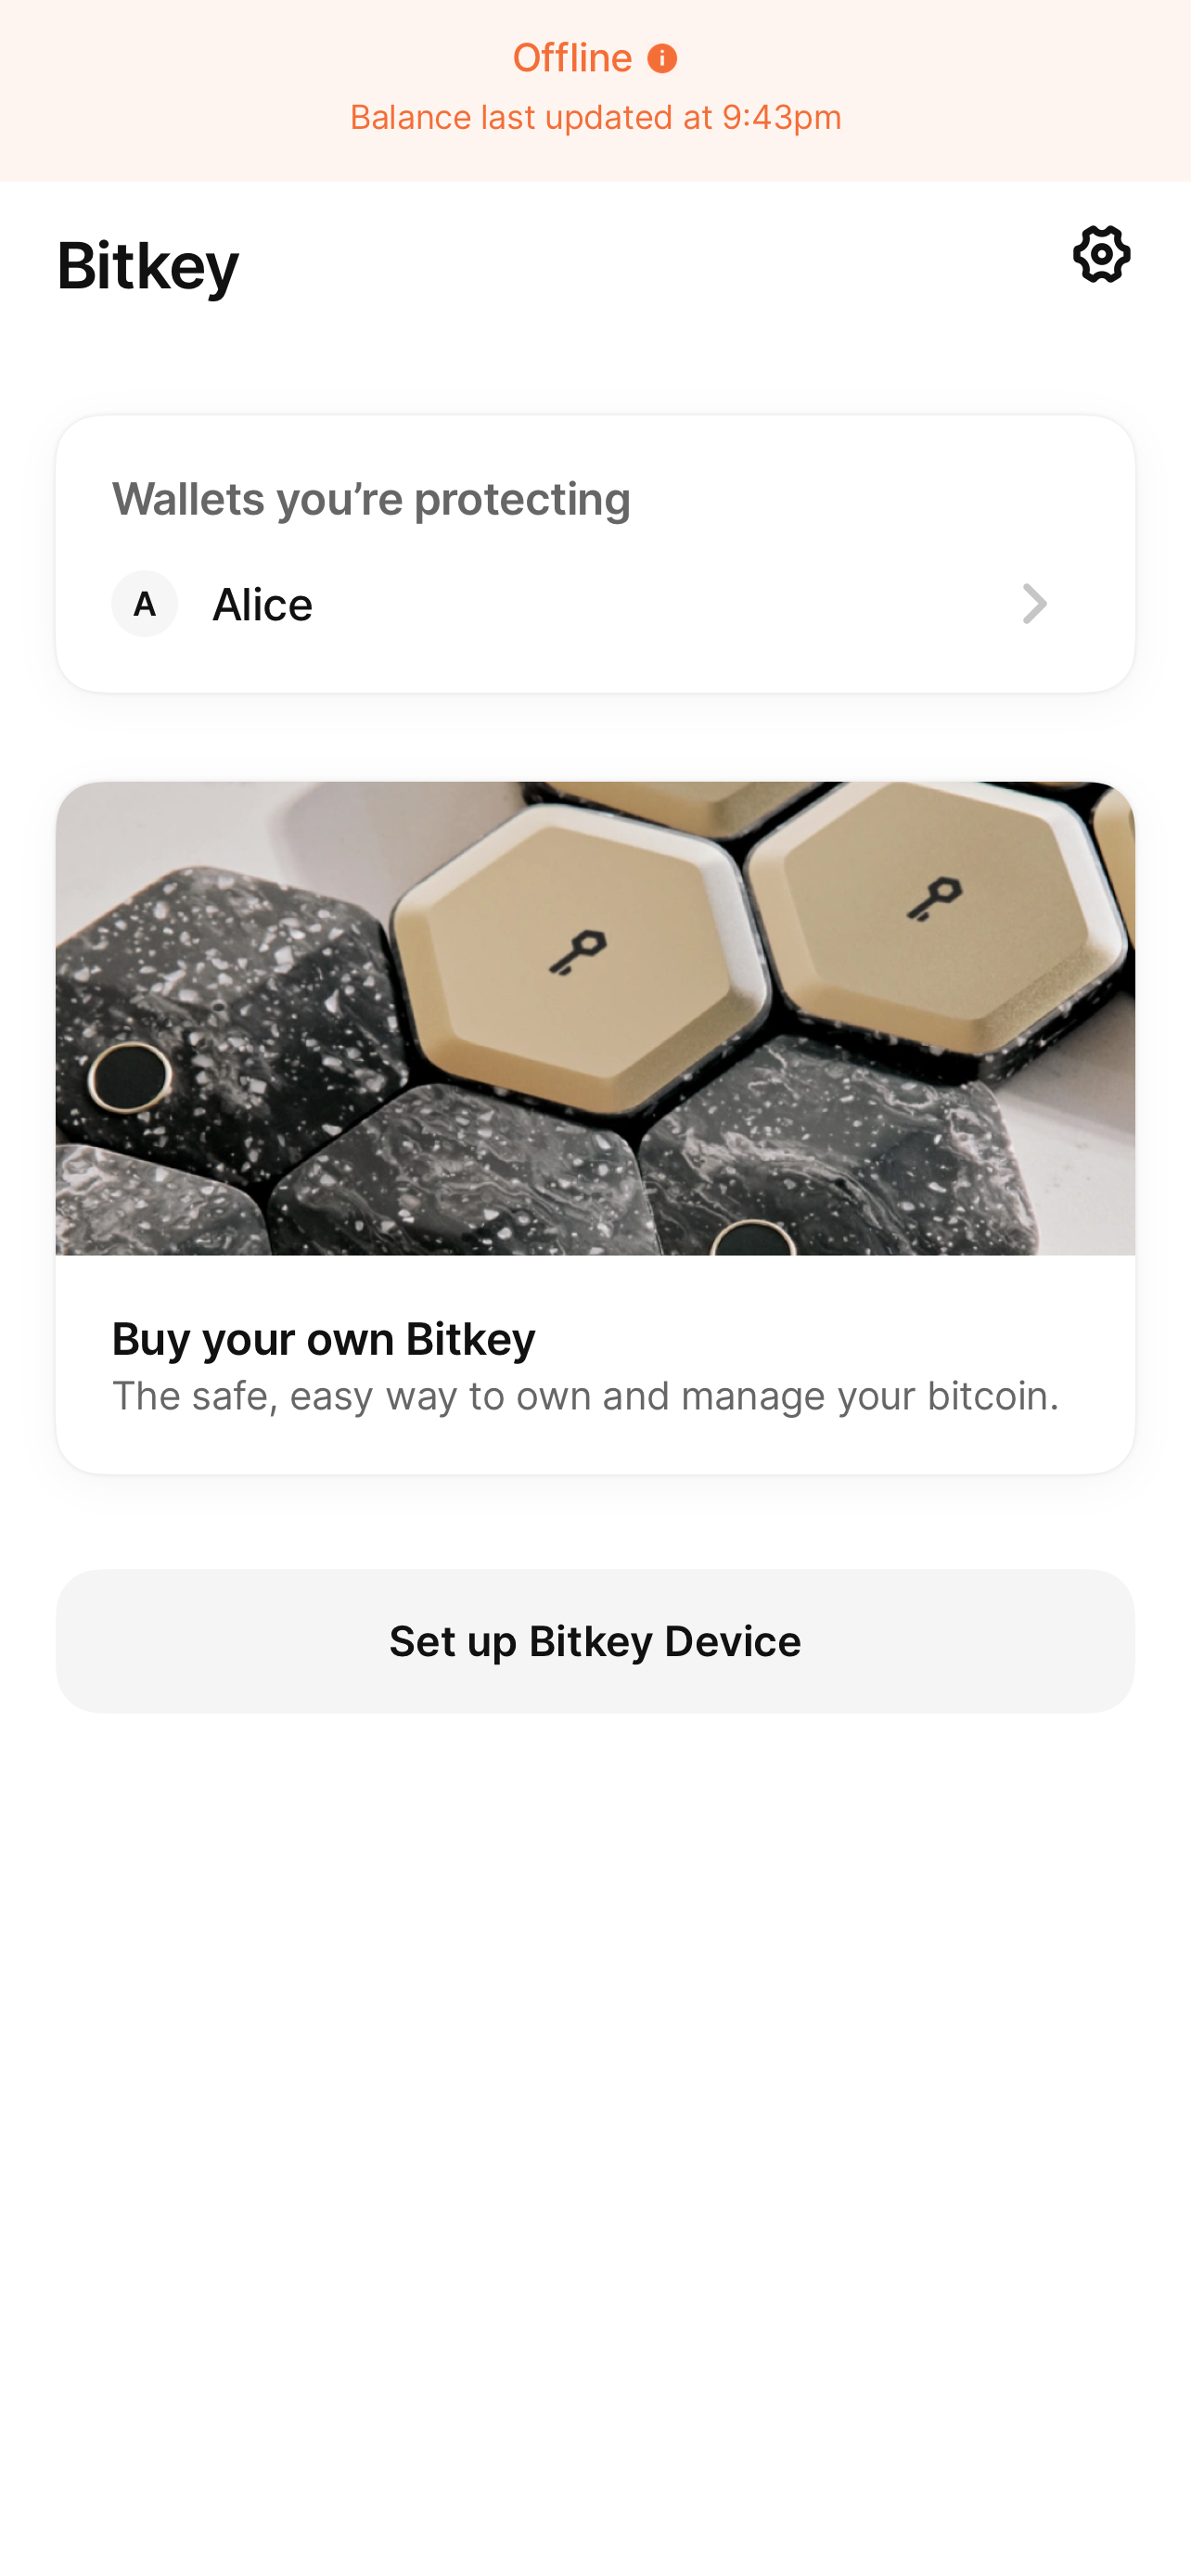 Offline
Balance last updated at 9:43pm
Bitkey
Wallets you’re protecting
A
Alice
Buy your own Bitkey
The safe, easy way to own and manage your bitcoin.
Set up Bitkey Device